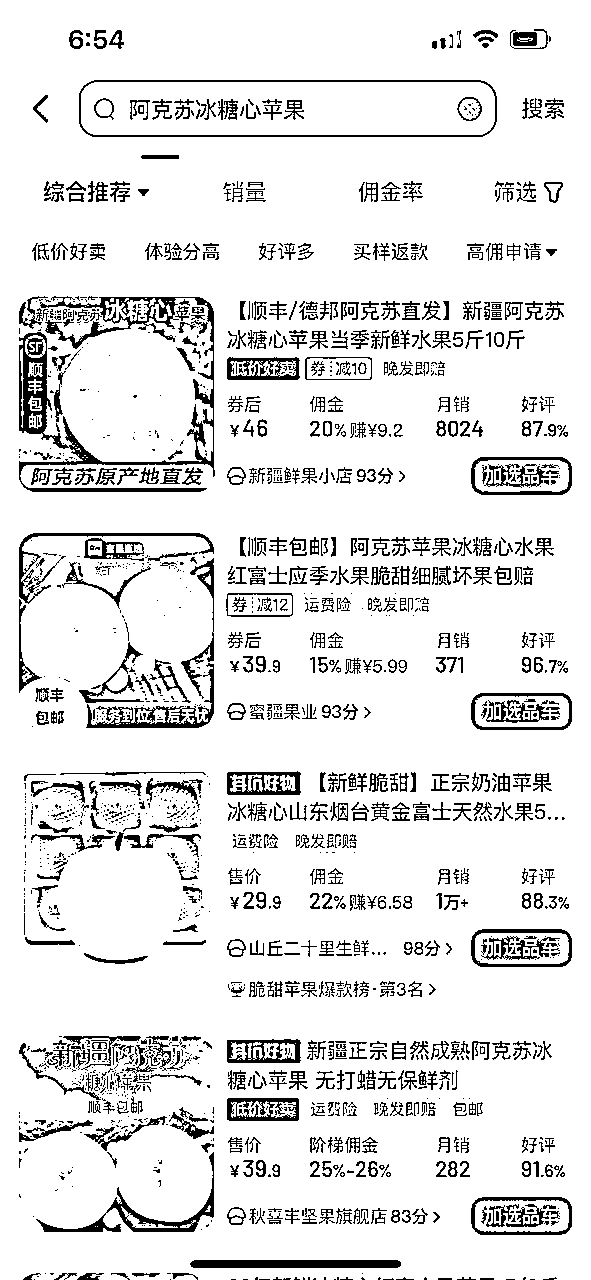 6:54
阿克苏冰糖心苹果
搜索
综合推荐 销量 佣金率 筛选
低价好卖 体验分高 好评多 买样返款 高佣申请
新疆阿克苏冰糖心苹果
SF
顺丰包邮
阿克苏原产地直发
【顺丰/德邦阿克苏直发】新疆阿克苏
冰糖心苹果当季新鲜水果5斤10斤
低价好卖 券 减10 晚发即赔
券后 佣金 月销 好评
¥46 20% 赚¥9.2 8024 87.9%
新疆鲜果小店 93分
加选品车
顺丰
包邮
服务到位 售后无忧
【顺丰包邮】阿克苏苹果冰糖心水果
红富士应季水果脆甜细腻坏果包赔
券 减12 运费险 晚发即赔
券后 佣金 月销 好评
¥39.9 15% 赚¥5.99 371 96.7%
蜜疆果业 93分
加选品车
【新鲜脆甜】正宗奶油苹果
冰糖心山东烟台黄金富士天然水果5...
运费险 晚发即赔
售价 佣金 月销 好评
¥29.9 22% 赚¥6.58 1万+ 88.3%
山丘二十里生鲜... 98分
加选品车
脆甜苹果爆款榜·第3名
新疆阿克苏
糖心苹果
顺丰包邮
新疆正宗自然成熟阿克苏冰
糖心苹果 无打蜡无保鲜剂
低价好卖 运费险 晚发即赔 包邮
售价 阶梯佣金 月销 好评
¥39.9 25%-26% 282 91.6%
秋喜丰坚果旗舰店 83分
加选品车